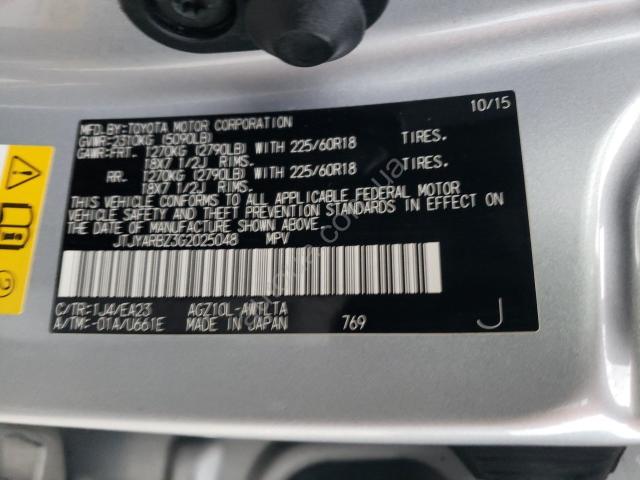 MFD.BY: TOYOTA MOTOR CORPORATION 10/15
GVWR-2310KG (5090LB)
GAWR-FRT. 1270KG (2790LB) WITH 225/60R18 TIRES.
18X7 1/2J RIMS.
RR. 1270KG (2790LB) WITH 225/60R18 TIRES.
18X7 1/2J RIMS.
THIS VEHICLE CONFORMS TO ALL APPLICABLE FEDERAL MOTOR
VEHICLE SAFETY AND THEFT PREVENTION STANDARDS IN EFFECT ON
THE DATE OF MANUFACTURE SHOWN ABOVE.
JTJYARBZ3G2025048 MPV
C/TR:1J4/EA23 AGZ10L-AWTLTA
A/TM:-01A/U661E MADE IN JAPAN 769 J
2